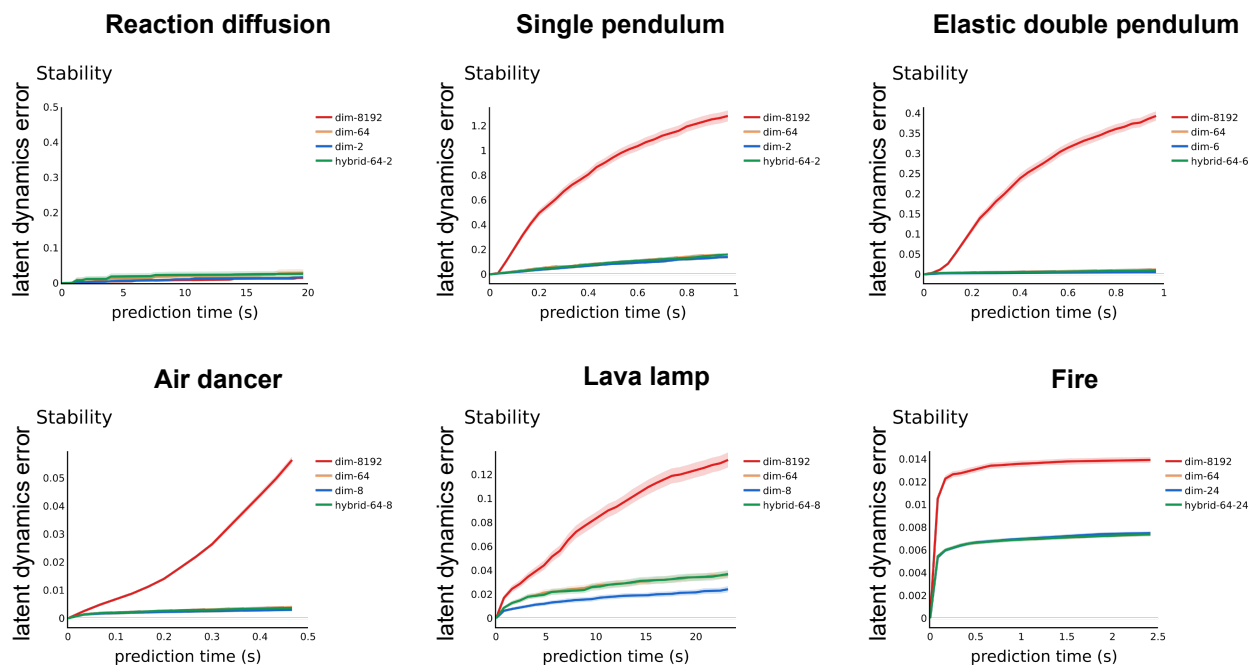 Reaction diffusion
Stability
latent dynamics error
0.5
0.4
0.3
0.2
0.1
0
0 5 10 15 20
prediction time (s)
dim-8192
dim-64
dim-2
hybrid-64-2
Single pendulum
Stability
latent dynamics error
1.2
1
0.8
0.6
0.4
0.2
0
0 0.2 0.4 0.6 0.8 1
prediction time (s)
dim-8192
dim-64
dim-2
hybrid-64-2
Elastic double pendulum
Stability
latent dynamics error
0.4
0.35
0.3
0.25
0.2
0.15
0.1
0.05
0
0 0.2 0.4 0.6 0.8 1
prediction time (s)
dim-8192
dim-64
dim-6
hybrid-64-6
Air dancer
Stability
latent dynamics error
0.05
0.04
0.03
0.02
0.01
0
0 0.1 0.2 0.3 0.4 0.5
prediction time (s)
dim-8192
dim-64
dim-8
hybrid-64-8
Lava lamp
Stability
latent dynamics error
0.12
0.1
0.08
0.06
0.04
0.02
0
0 5 10 15 20
prediction time (s)
dim-8192
dim-64
dim-8
hybrid-64-8
Fire
Stability
latent dynamics error
0.014
0.012
0.01
0.008
0.006
0.004
0.002
0
0 0.5 1 1.5 2 2.5
prediction time (s)
dim-8192
dim-64
dim-24
hybrid-64-24